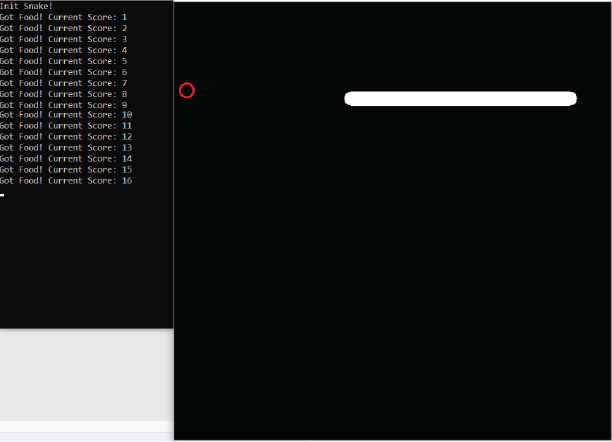 Init Snake!
Got Food! Current Score: 1
Got Food! Current Score: 2
Got Food! Current Score: 3
Got Food! Current Score: 4
Got Food! Current Score: 5
Got Food! Current Score: 6
Got Food! Current Score: 7
Got Food! Current Score: 8
Got Food! Current Score: 9
Got Food! Current Score: 10
Got Food! Current Score: 11
Got Food! Current Score: 12
Got Food! Current Score: 13
Got Food! Current Score: 14
Got Food! Current Score: 15
Got Food! Current Score: 16